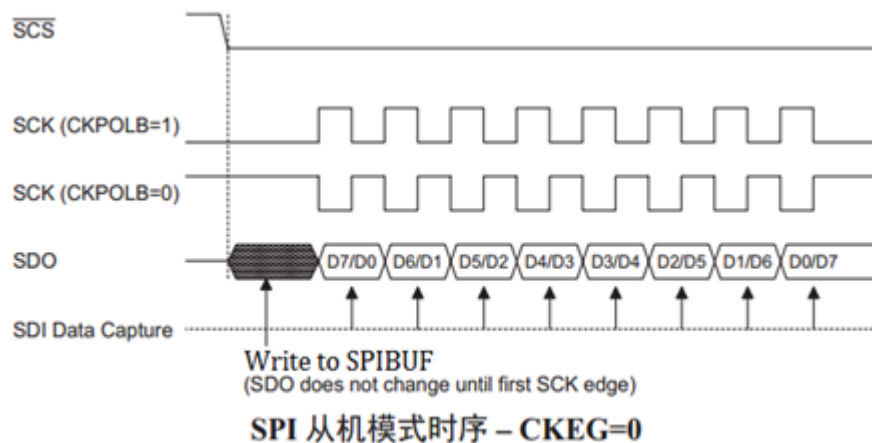 SCS
SCK (CKPOLB=1)
SCK (CKPOLB=0)
SDO
D7/D0 D6/D1 D5/D2 D4/D3 D3/D4 D2/D5 D1/D6 D0/D7
SDI Data Capture
Write to SPIBUF
(SDO does not change until first SCK edge)
SPI 从机模式时序 – CKEG=0